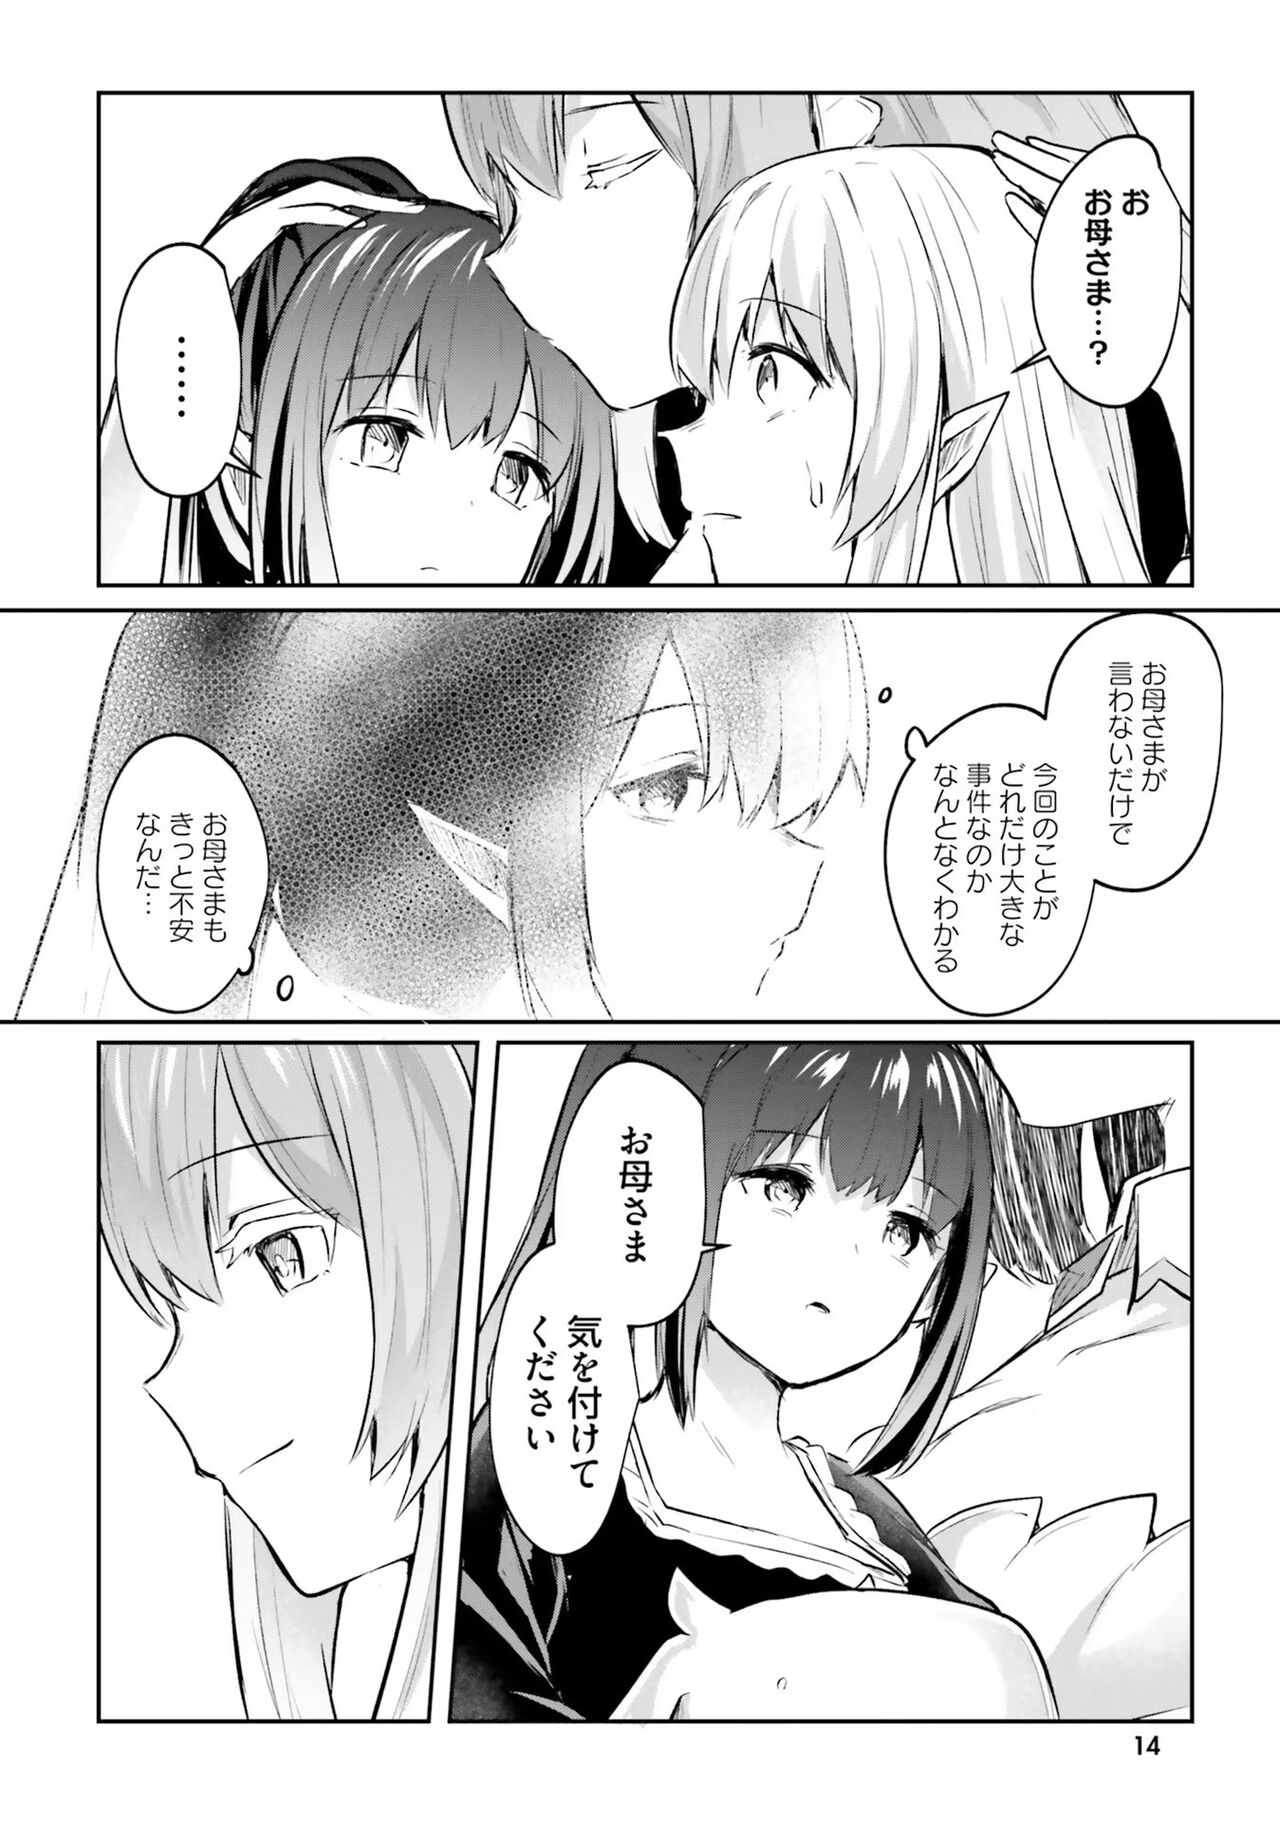 お
お母さま…？
………
お母さまが
言わないだけで
今回のことが
どれだけ大きな
事件なのか
なんとなくわかる
お母さまも
きっと不安
なんだ…
お母さま
気を付けて
ください
14